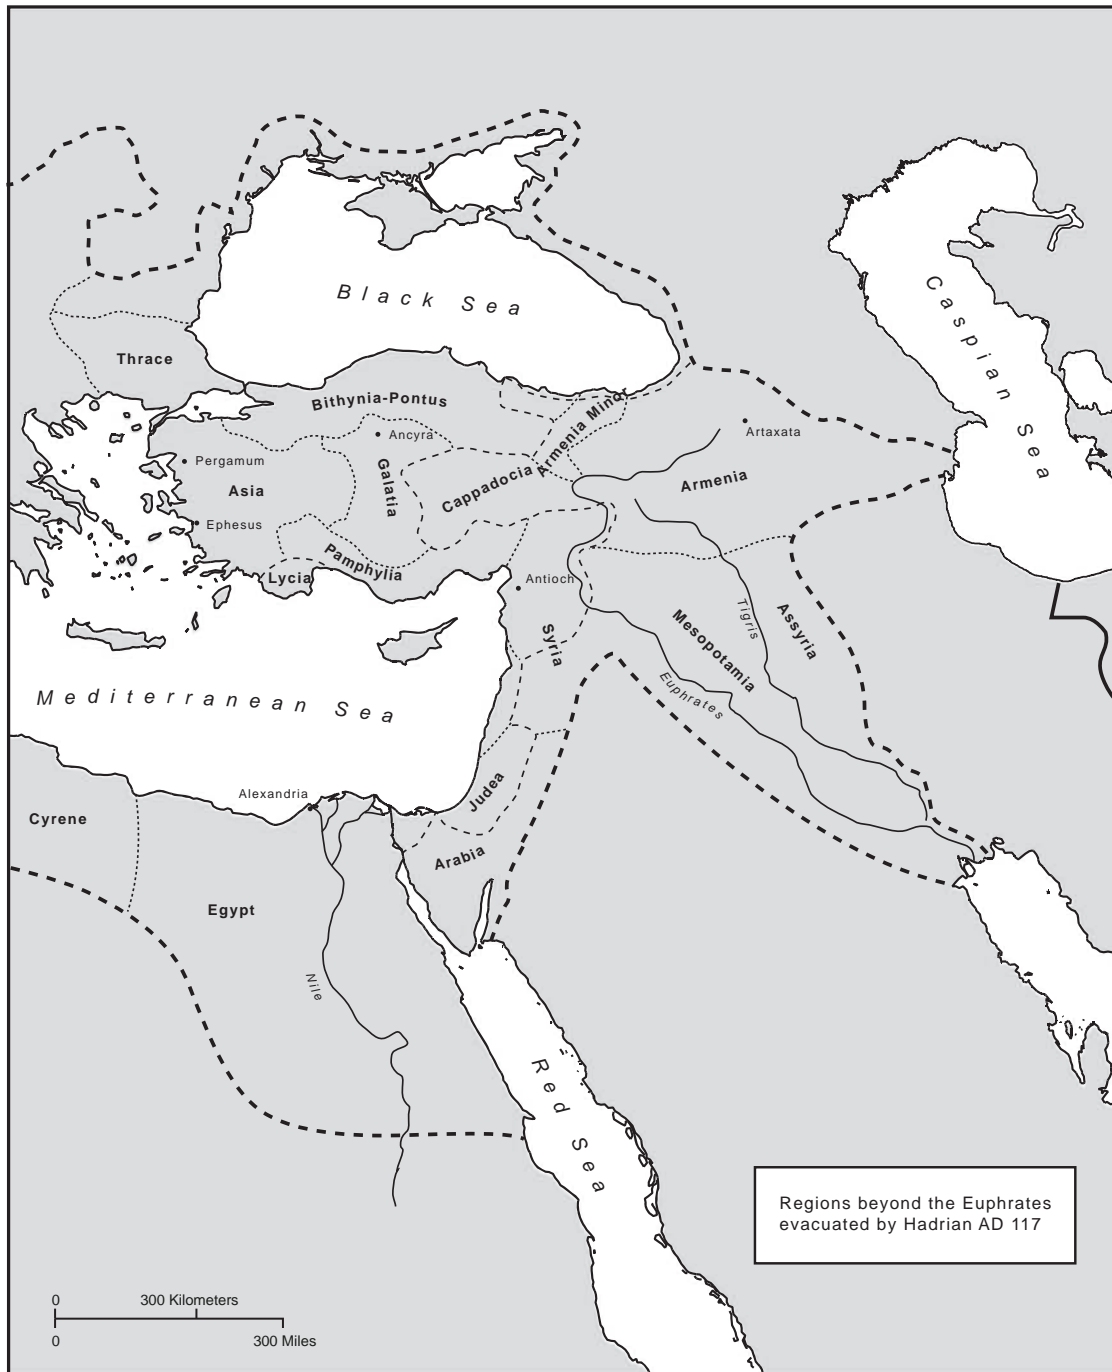 Black Sea
Caspian Sea
Thrace
Bithynia-Pontus
Armenia Minor
Ancyra
Artaxata
Pergamum
Galatia
Cappadocia
Armenia
Asia
Ephesus
Pamphylia
Lycia
Antioch
Syria
Mesopotamia
Tigris
Assyria
Euphrates
Mediterranean Sea
Judea
Alexandria
Cyrene
Arabia
Egypt
Nile
Red Sea
Regions beyond the Euphrates
evacuated by Hadrian AD 117
0 300 Kilometers
0 300 Miles